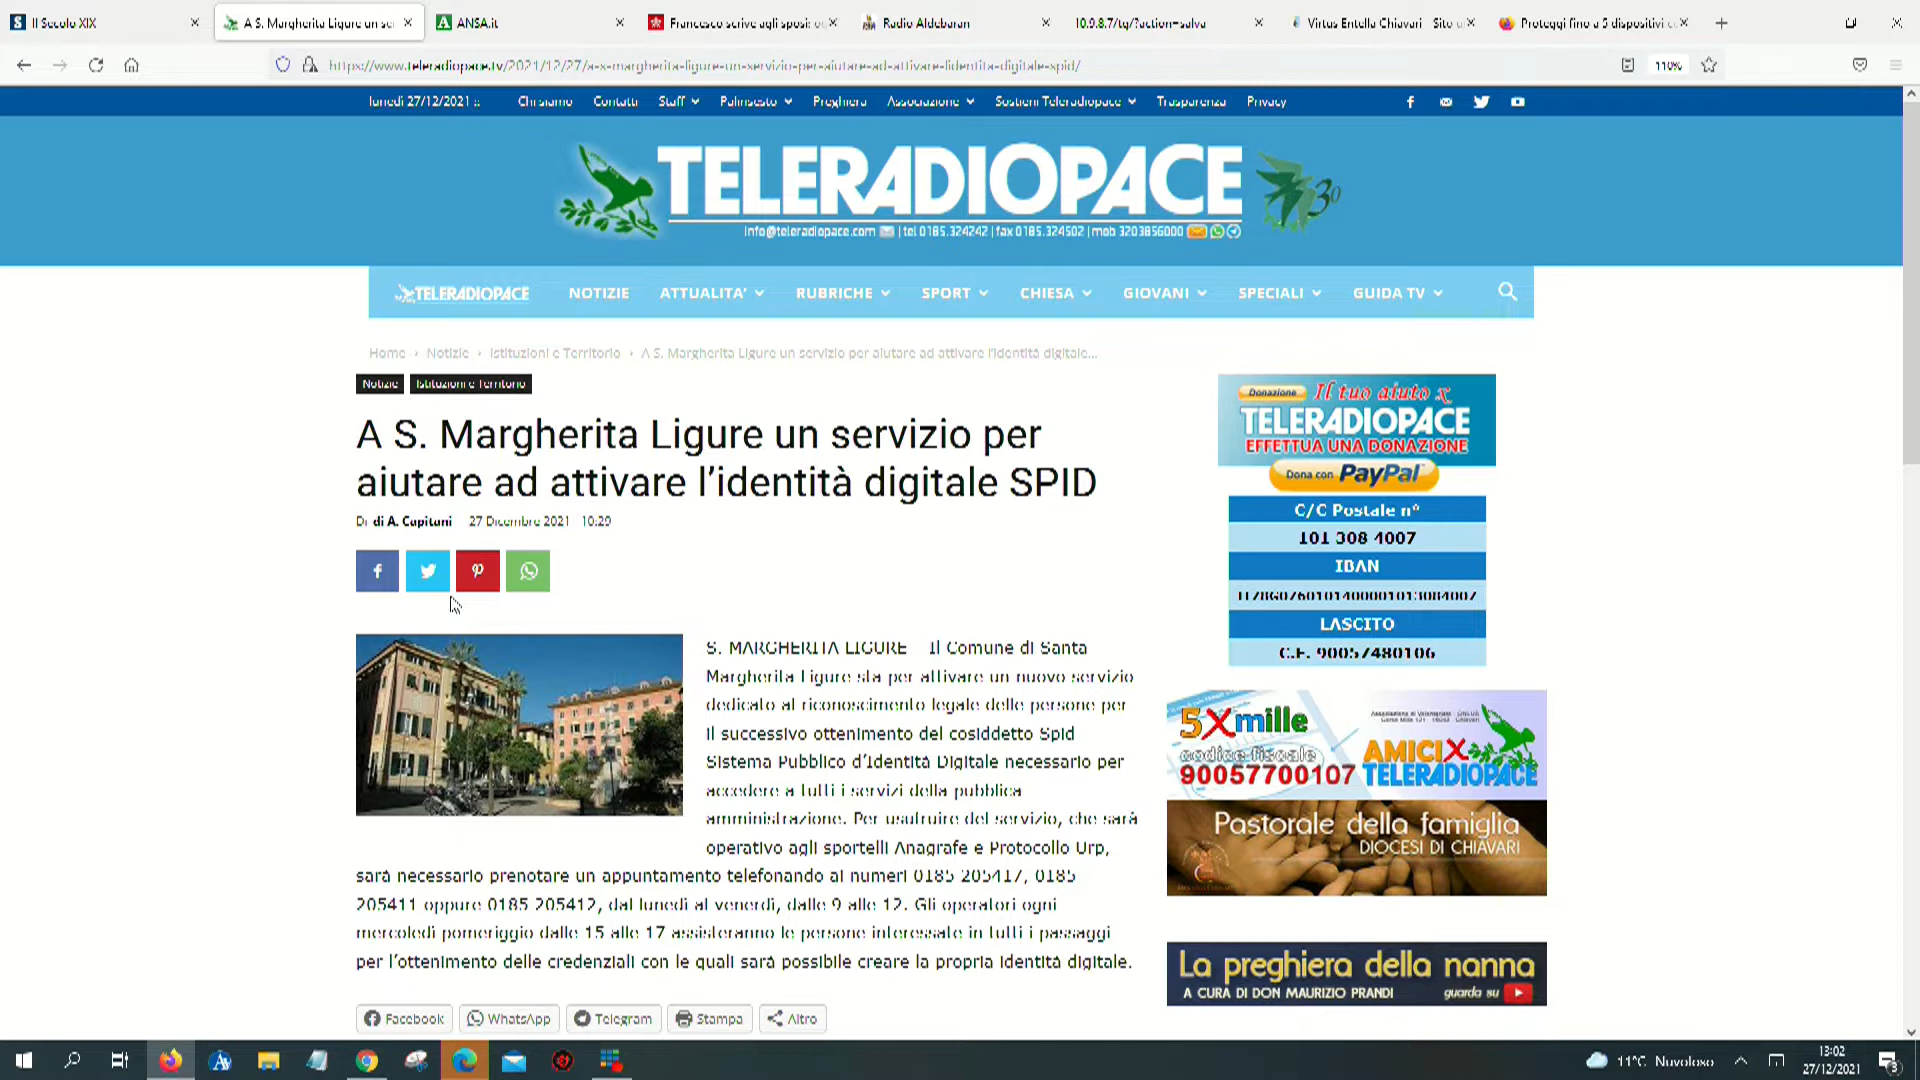 Il Secolo XIX
A S. Margherita Ligure un ser
ANSA.it
Francesco scrive agli sposi:
Radio Aldebaran
10.9.8.7/tg/?action=salva
Virtus Entella Chiavari - Sito
Proteggi fino a 5 dispositivi
https://www.teleradiopace.tv/2021/12/27/a-s-margherita-ligure-un-servizio-per-aiutare-ad-attivare-lidentita-digitale-spid/
110%
lunedì 27/12/2021 ::
Chi siamo Contatti Staff Palinsesto Preghiera Associazione Sostieni Teleradiopace Trasparenza Privacy
TELERADIOPACE
30
info@teleradiopace.com | tel 0185.324242 | fax 0185.324502 | mob 3203856000
TELERADIOPACE NOTIZIE ATTUALITA' RUBRICHE SPORT CHIESA GIOVANI SPECIALI GUIDA TV
Home › Notizie › Istituzioni e Territorio › A S. Margherita Ligure un servizio per aiutare ad attivare l'identità digitale...
Notizie Istituzioni e Territorio
A S. Margherita Ligure un servizio per
aiutare ad attivare l'identità digitale SPID
Di di A. Capitani 27 Dicembre 2021 10:29
S. MARGHERITA LIGURE Il Comune di Santa
Margherita Ligure sta per attivare un nuovo servizio
dedicato al riconoscimento legale delle persone per
il successivo ottenimento del cosiddetto Spid
Sistema Pubblico d'Identità Digitale necessario per
accedere a tutti i servizi della pubblica
amministrazione. Per usufruire del servizio, che sarà
operativo agli sportelli Anagrafe e Protocollo Urp,
sarà necessario prenotare un appuntamento telefonando ai numeri 0185 205417, 0185
205411 oppure 0185 205412, dal lunedì al venerdì, dalle 9 alle 12. Gli operatori ogni
mercoledì pomeriggio dalle 15 alle 17 assisteranno le persone interessate in tutti i passaggi
per l'ottenimento delle credenziali con le quali sarà possibile creare la propria identità digitale.
Facebook WhatsApp Telegram Stampa Altro
Donazione Il tuo aiuto x
TELERADIOPACE
EFFETTUA UNA DONAZIONE
Dona con PayPal
C/C Postale n°
101 308 4007
IBAN
IT78G0760101400001013084007
LASCITO
C.F. 90057480106
5Xmille
codice fiscale
90057700107
AMICIX
TELERADIOPACE
Pastorale della famiglia
DIOCESI DI CHIAVARI
La preghiera della nanna
A CURA DI DON MAURIZIO PRANDI guarda su
11°C Nuvoloso
13:02
27/12/2021
3